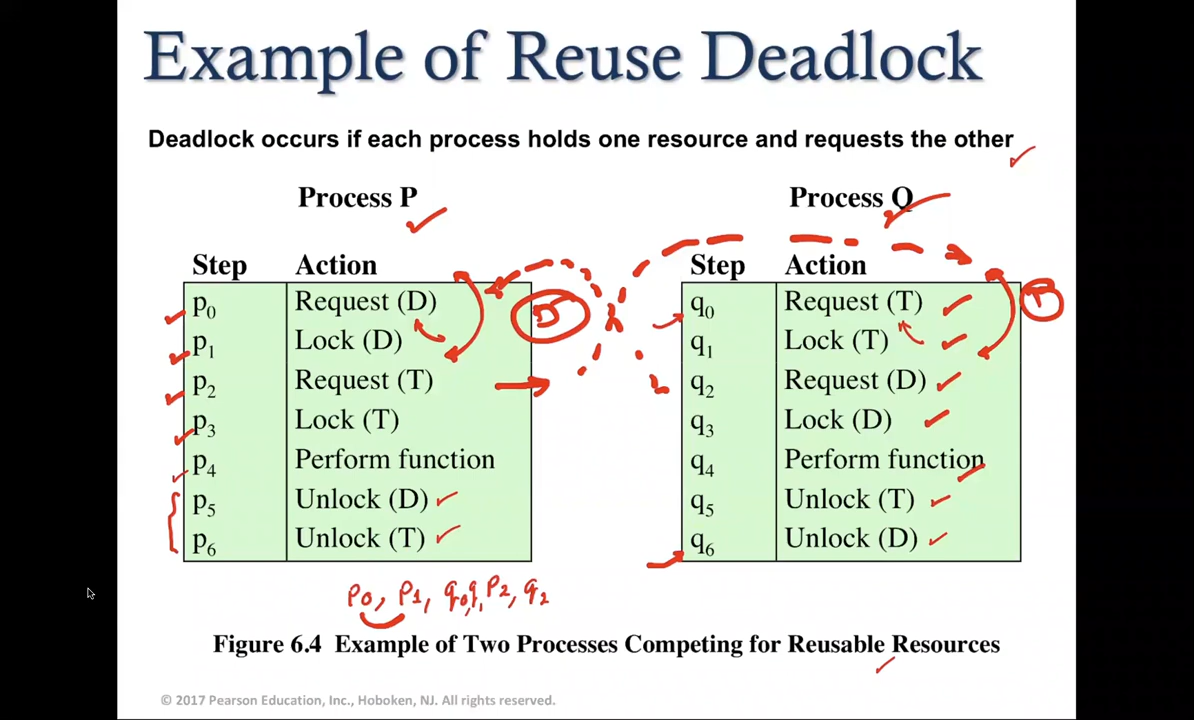 Example of Reuse Deadlock
Deadlock occurs if each process holds one resource and requests the other
Process P
Step Action
p0 Request (D)
p1 Lock (D)
p2 Request (T)
p3 Lock (T)
p4 Perform function
p5 Unlock (D)
p6 Unlock (T)
D
Process Q
Step Action
q0 Request (T)
q1 Lock (T)
q2 Request (D)
q3 Lock (D)
q4 Perform function
q5 Unlock (T)
q6 Unlock (D)
T
p0, p1, q0q1, p2, q2
Figure 6.4 Example of Two Processes Competing for Reusable Resources
© 2017 Pearson Education, Inc., Hoboken, NJ. All rights reserved.